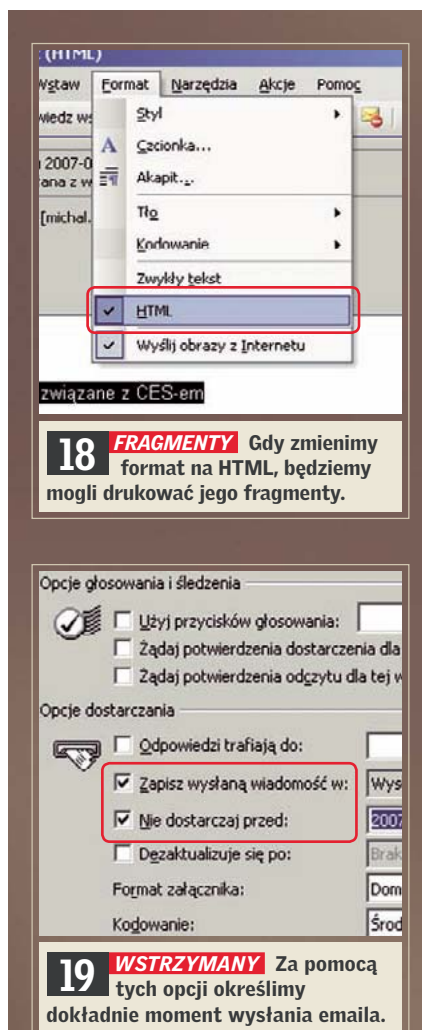 (HTML)
Wstaw Format Narzędzia Akcje Pomoc
wiedz
Styl
A Czcionka...
2007-0
ana z w
Akapit...
[michal.
Tło
Kodowanie
Zwykły tekst
HTML
Wyślij obrazy z Internetu
związane z CES-em
18 FRAGMENTY Gdy zmienimy
format na HTML, będziemy
mogli drukować jego fragmenty.
Opcje głosowania i śledzenia
Użyj przycisków głosowania:
Żądaj potwierdzenia dostarczenia dla
Żądaj potwierdzenia odczytu dla tej w
Opcje dostarczania
Odpowiedzi trafiają do:
Zapisz wysłaną wiadomość w: Wys
Nie dostarczaj przed: 2007
Dezaktualizuje się po: Brak
Format załącznika: Dom
Kodowanie: Środ
19 WSTRZYMANY Za pomocą
tych opcji określimy
dokładnie moment wysłania emaila.